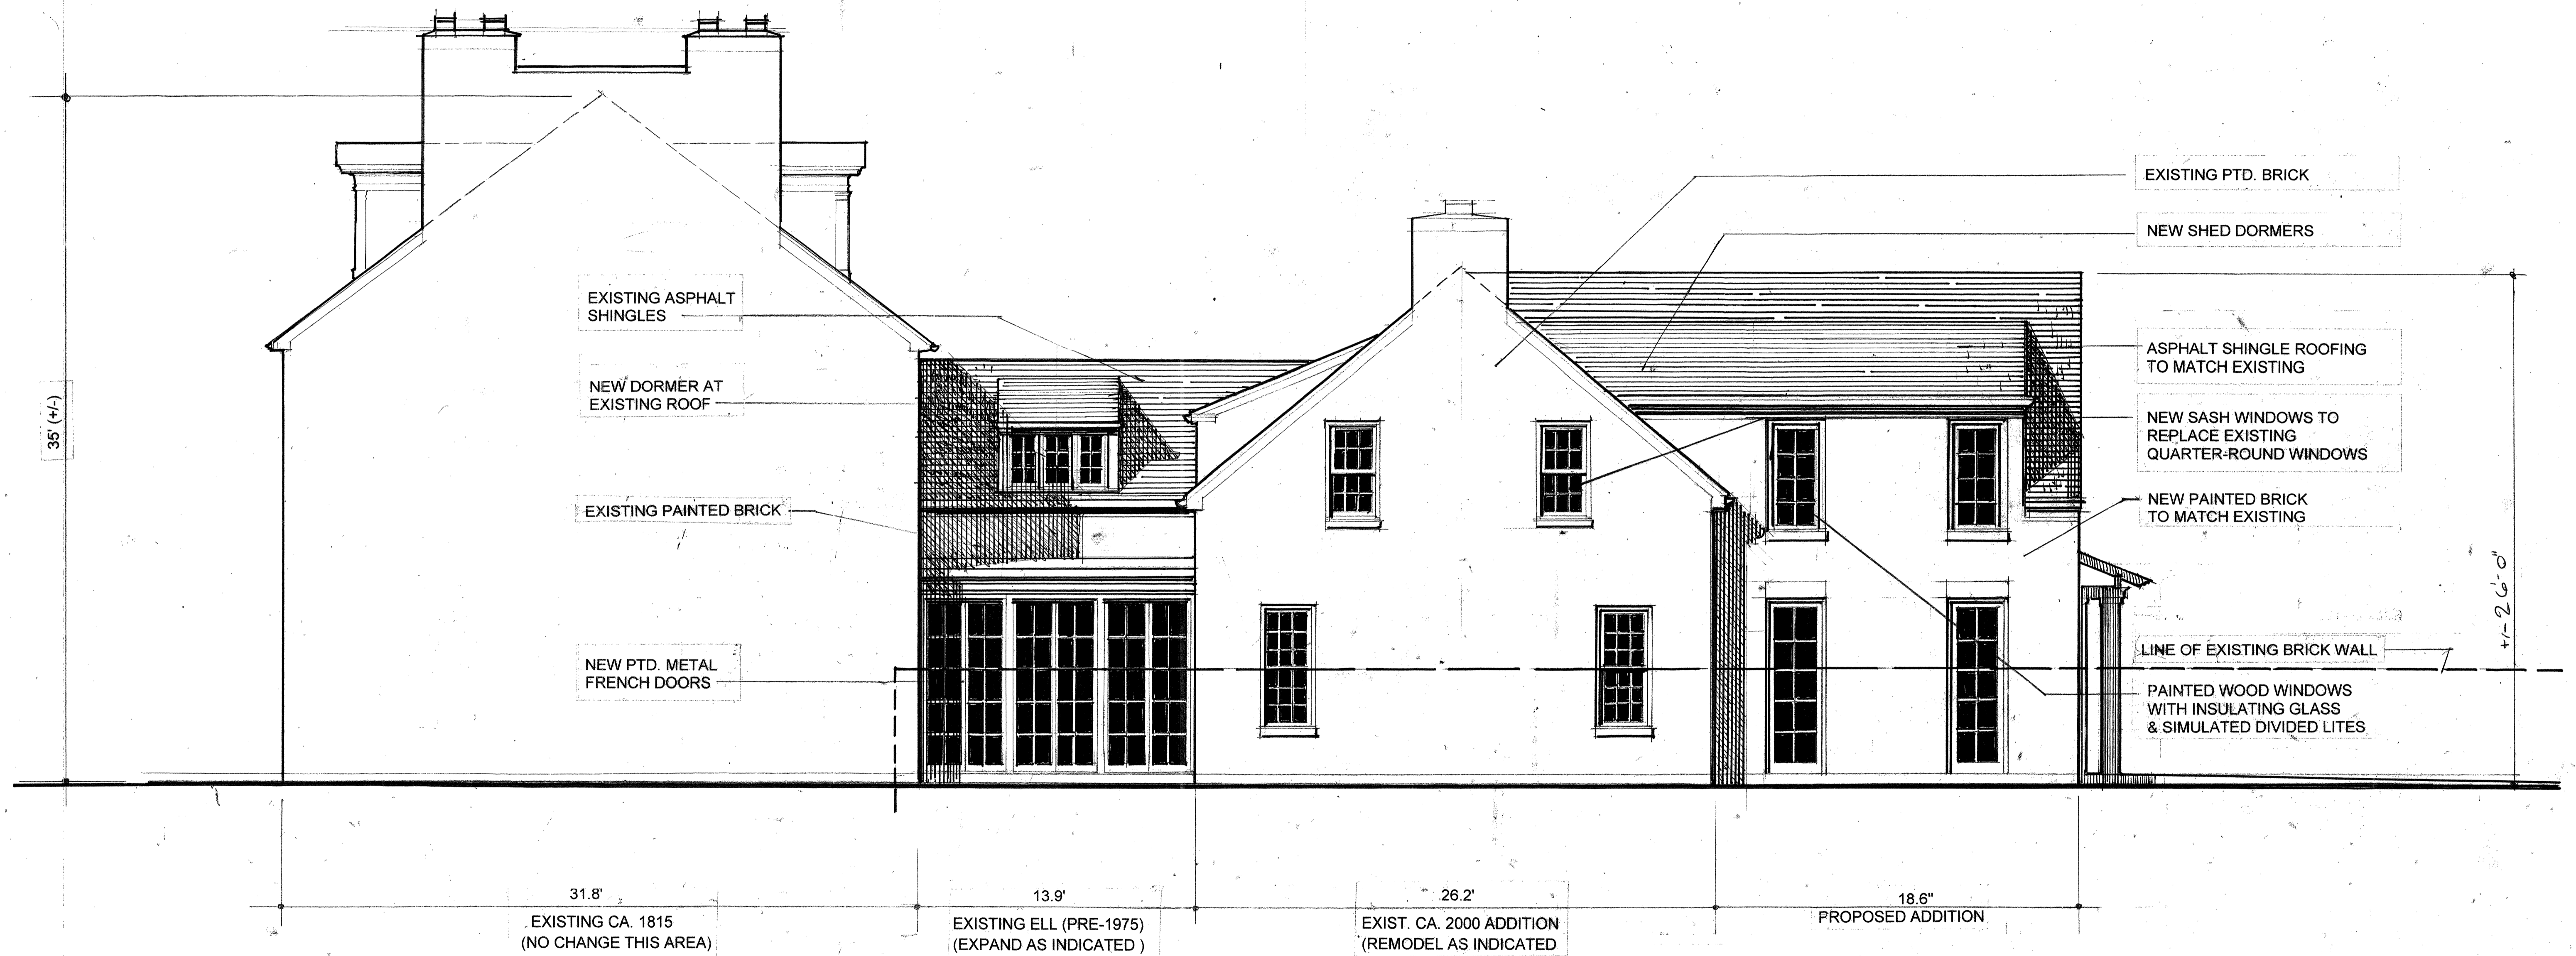 EXISTING PTD. BRICK
NEW SHED DORMERS
EXISTING ASPHALT
SHINGLES
ASPHALT SHINGLE ROOFING
TO MATCH EXISTING
NEW DORMER AT
EXISTING ROOF
35' (+/-)
NEW SASH WINDOWS TO
REPLACE EXISTING
QUARTER-ROUND WINDOWS
EXISTING PAINTED BRICK
NEW PAINTED BRICK
TO MATCH EXISTING
+/- 26'-0"
LINE OF EXISTING BRICK WALL
NEW PTD. METAL
FRENCH DOORS
PAINTED WOOD WINDOWS
WITH INSULATING GLASS
& SIMULATED DIVIDED LITES
31.8'
EXISTING CA. 1815
(NO CHANGE THIS AREA)
13.9'
EXISTING ELL (PRE-1975)
(EXPAND AS INDICATED )
26.2'
EXIST. CA. 2000 ADDITION
(REMODEL AS INDICATED
18.6"
PROPOSED ADDITION